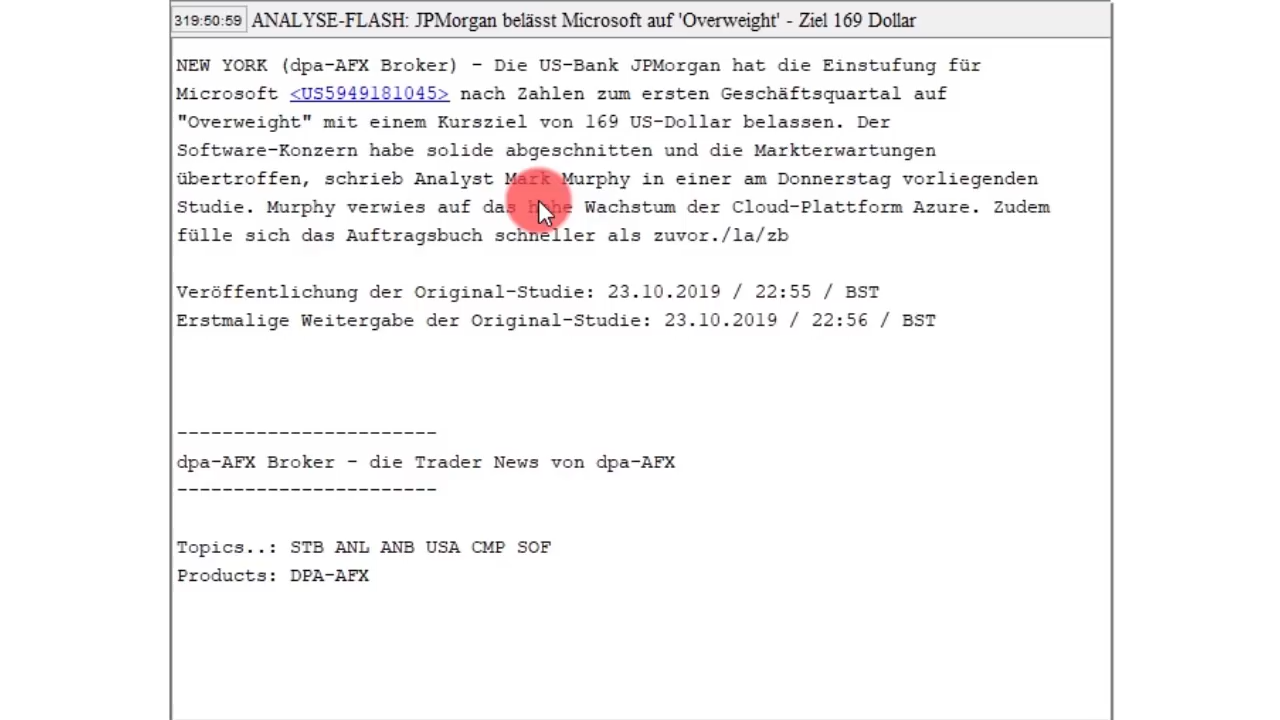 319:50:59 ANALYSE-FLASH: JPMorgan belässt Microsoft auf 'Overweight' - Ziel 169 Dollar
NEW YORK (dpa-AFX Broker) - Die US-Bank JPMorgan hat die Einstufung für
Microsoft <US5949181045> nach Zahlen zum ersten Geschäftsquartal auf
"Overweight" mit einem Kursziel von 169 US-Dollar belassen. Der
Software-Konzern habe solide abgeschnitten und die Markterwartungen
übertroffen, schrieb Analyst Mark Murphy in einer am Donnerstag vorliegenden
Studie. Murphy verwies auf das hohe Wachstum der Cloud-Plattform Azure. Zudem
fülle sich das Auftragsbuch schneller als zuvor./la/zb
Veröffentlichung der Original-Studie: 23.10.2019 / 22:55 / BST
Erstmalige Weitergabe der Original-Studie: 23.10.2019 / 22:56 / BST
-----------------------
dpa-AFX Broker - die Trader News von dpa-AFX
-----------------------
Topics..: STB ANL ANB USA CMP SOF
Products: DPA-AFX